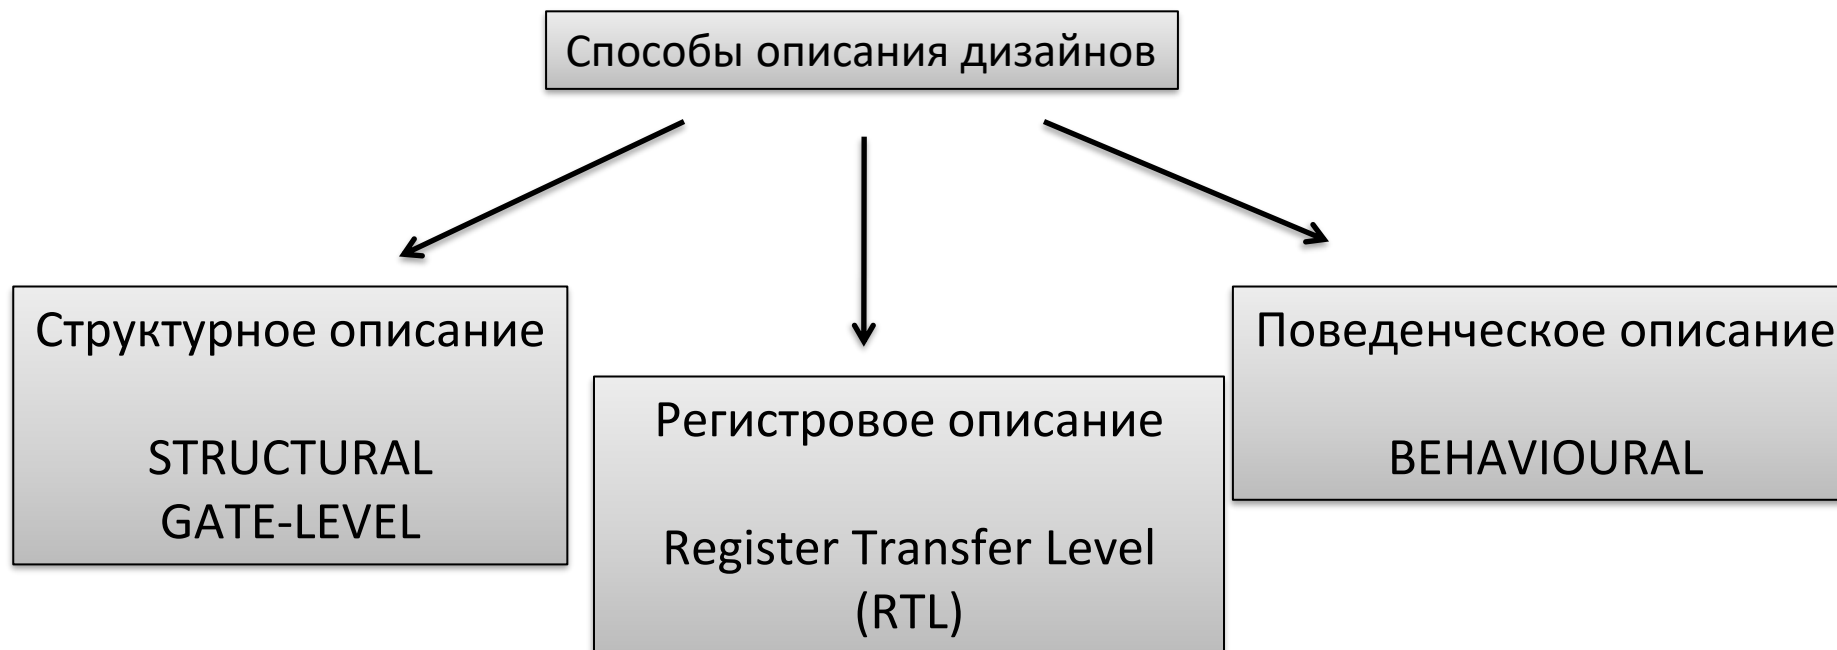 Способы описания дизайнов
Структурное описание
STRUCTURAL
GATE-LEVEL
Регистровое описание
Register Transfer Level
(RTL)
Поведенческое описание
BEHAVIOURAL